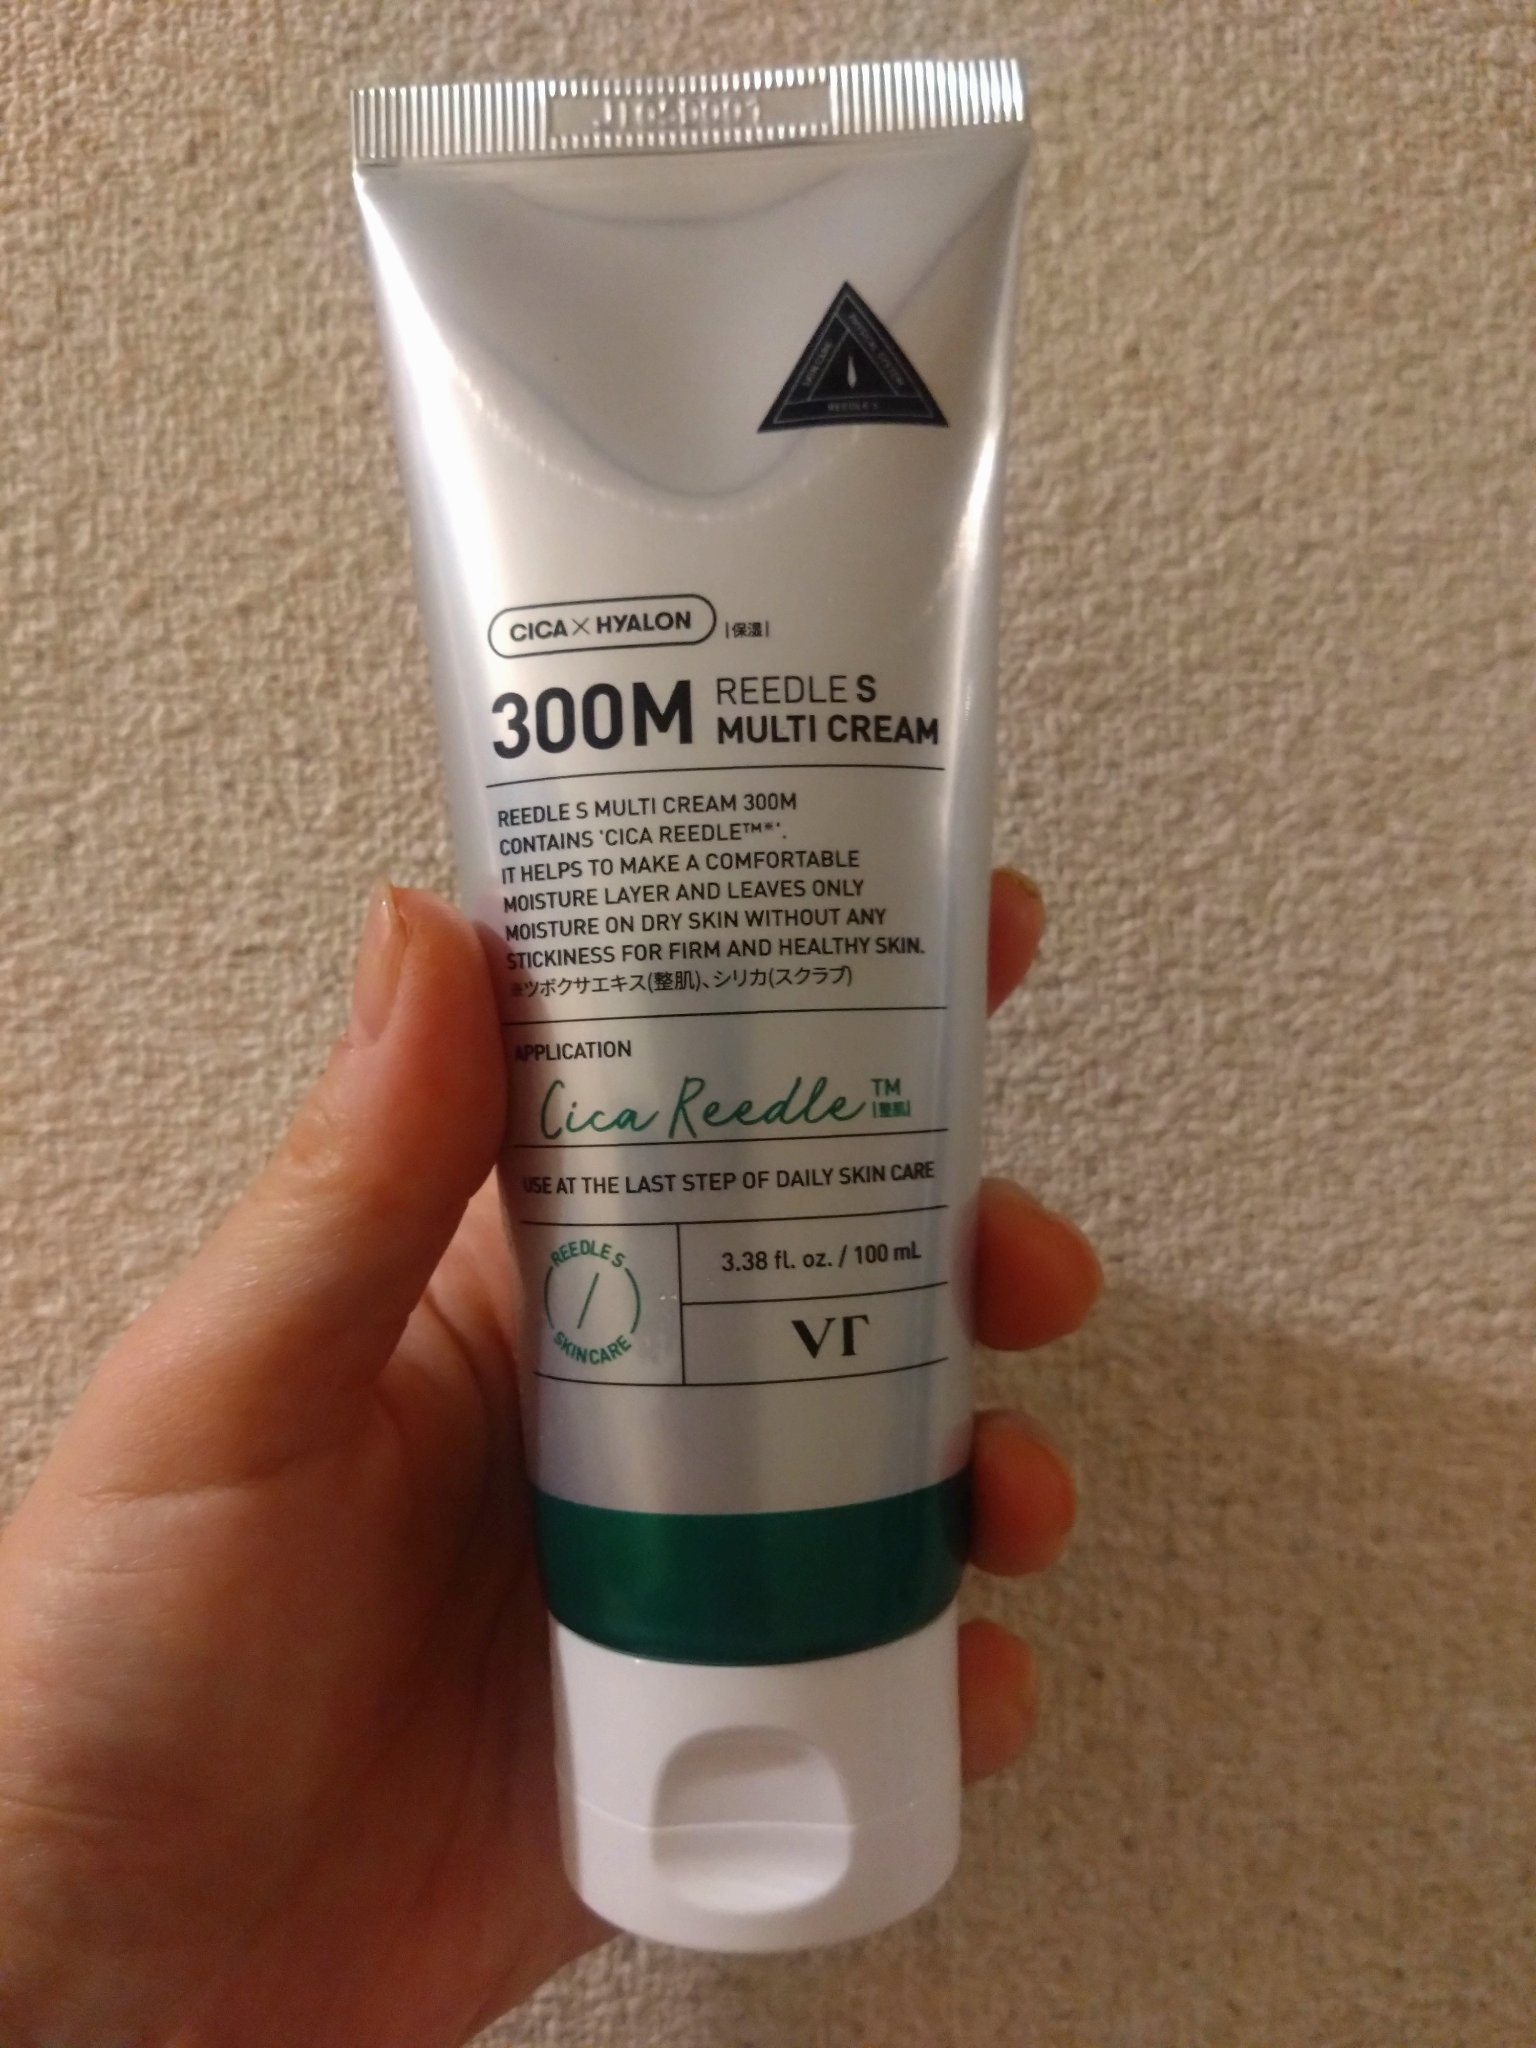 REEDLE S
CICA×HYALON |保湿|
300M REEDLE S
MULTI CREAM
REEDLE S MULTI CREAM 300M
CONTAINS 'CICA REEDLE™*'.
IT HELPS TO MAKE A COMFORTABLE
MOISTURE LAYER AND LEAVES ONLY
MOISTURE ON DRY SKIN WITHOUT ANY
STICKINESS FOR FIRM AND HEALTHY SKIN.
※ツボクサエキス(整肌)、シリカ(スクラブ)
APPLICATION
Cica Reedle™ |整肌|
USE AT THE LAST STEP OF DAILY SKIN CARE
REEDLE S
SKINCARE
3.38 fl. oz. / 100 mL
VT